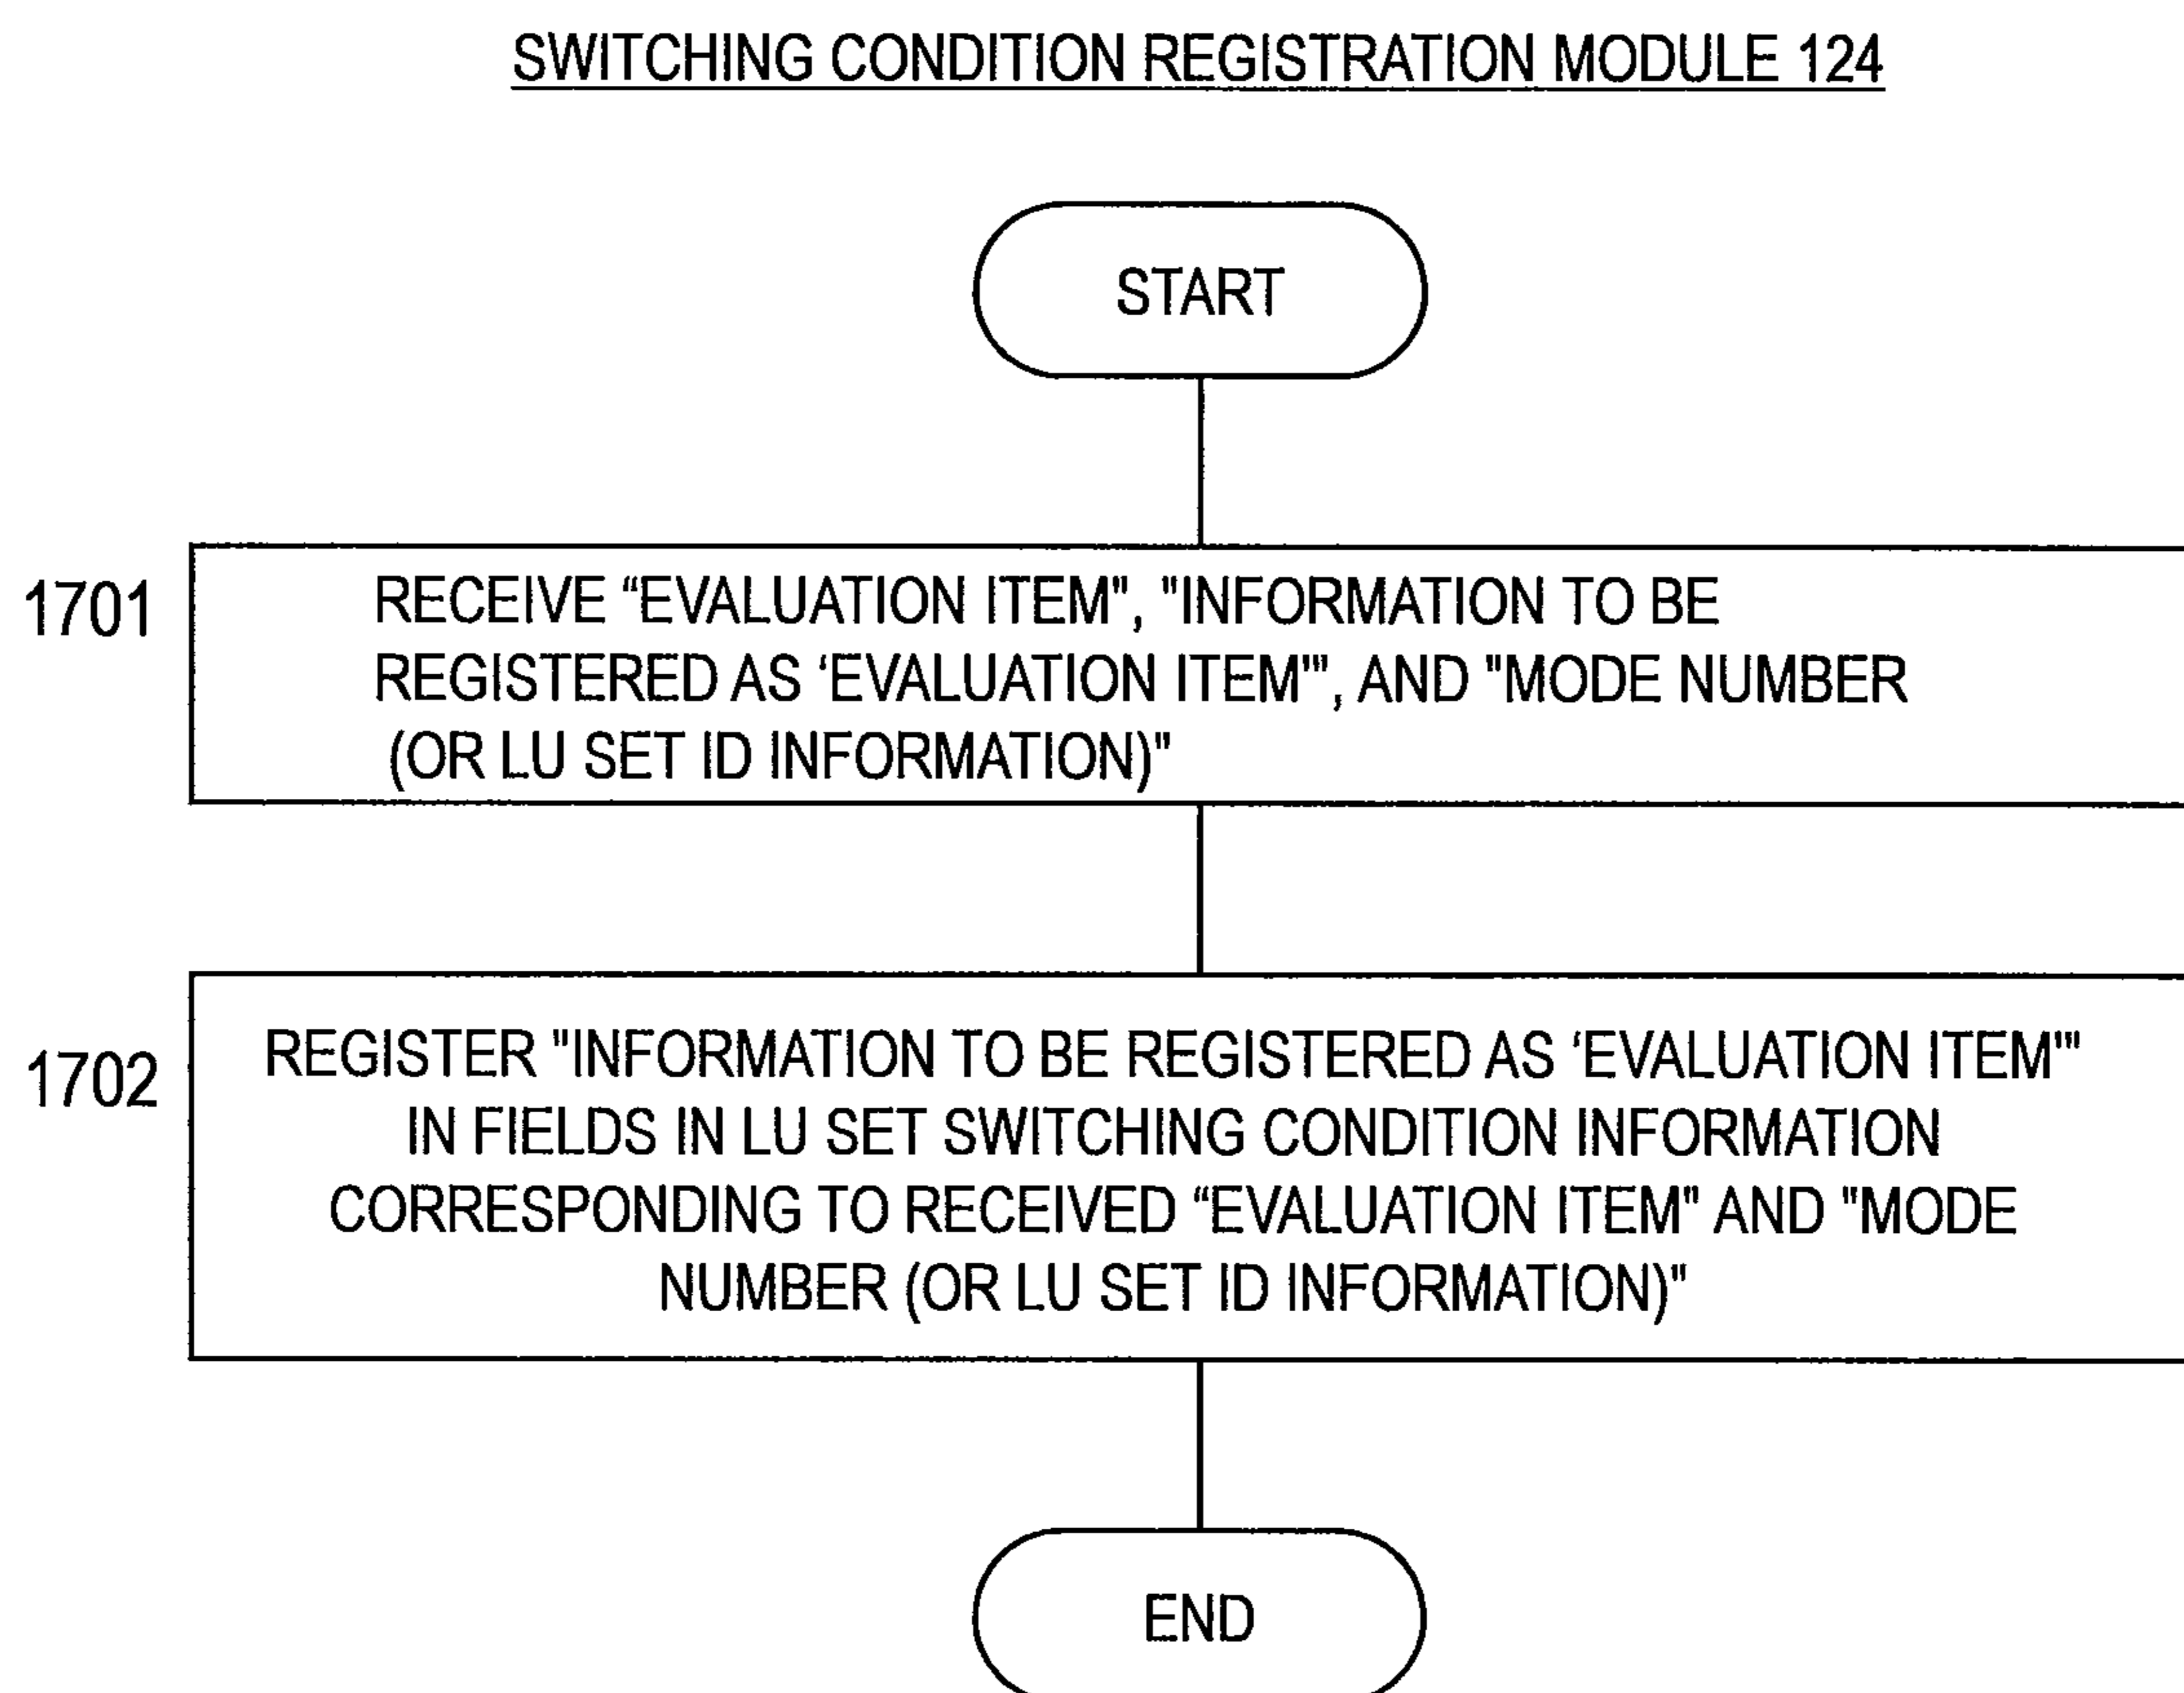 SWITCHING CONDITION REGISTRATION MODULE 124
START
1701
RECEIVE “EVALUATION ITEM", "INFORMATION TO BE
REGISTERED AS ‘EVALUATION ITEM'", AND "MODE NUMBER
(OR LU SET ID INFORMATION)"
1702
REGISTER "INFORMATION TO BE REGISTERED AS ‘EVALUATION ITEM'"
IN FIELDS IN LU SET SWITCHING CONDITION INFORMATION
CORRESPONDING TO RECEIVED “EVALUATION ITEM" AND "MODE
NUMBER (OR LU SET ID INFORMATION)"
END